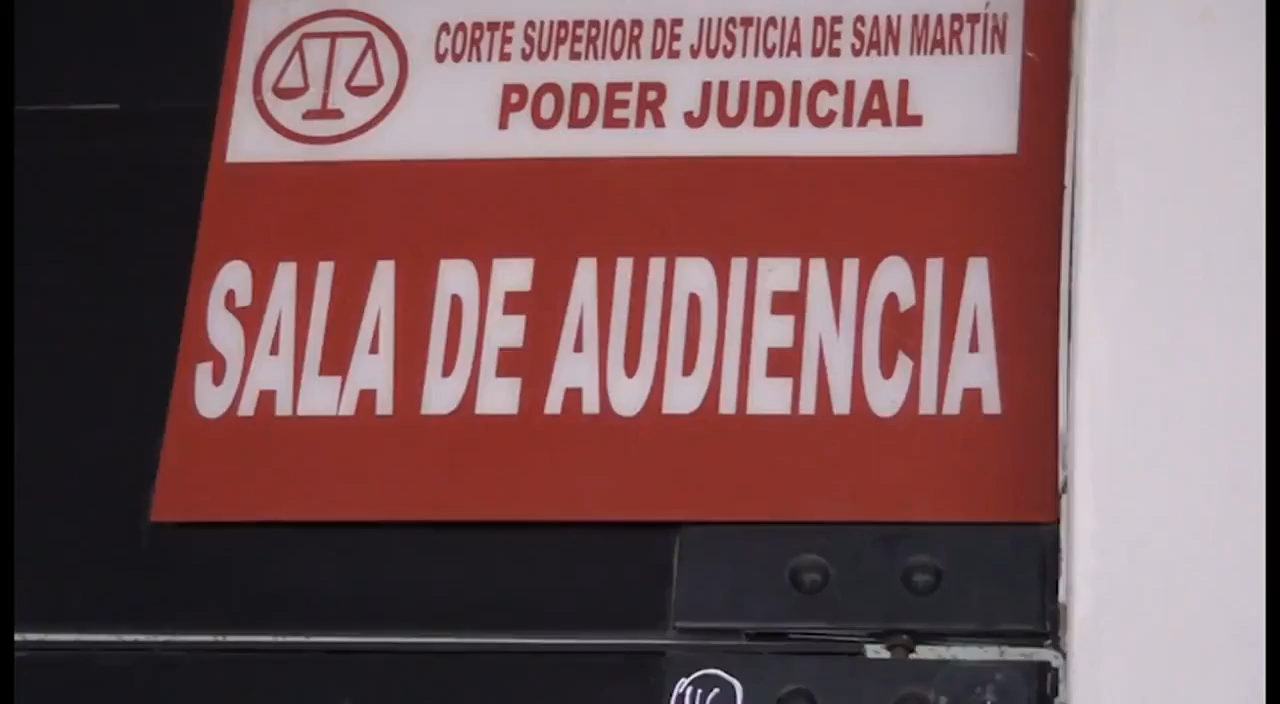 CORTE SUPERIOR DE JUSTICIA DE SAN MARTÍN
PODER JUDICIAL
SALA DE AUDIENCIA